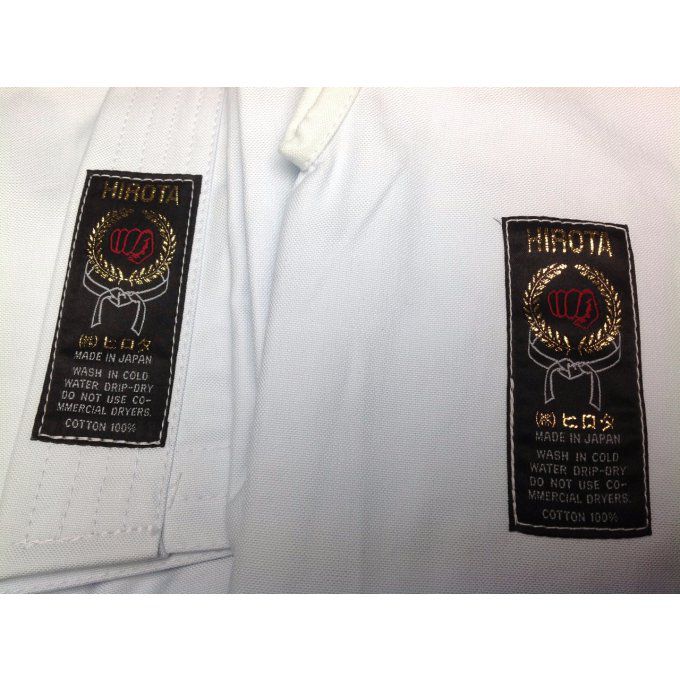 HIROTA
㈱ヒロタ
MADE IN JAPAN
WASH IN COLD
WATER DRIP-DRY
DO NOT USE CO-
MMERCIAL DRYERS.
COTTON 100%
HIROTA
㈱ヒロタ
MADE IN JAPAN
WASH IN COLD
WATER DRIP-DRY
DO NOT USE CO-
MMERCIAL DRYERS.
COTTON 100%